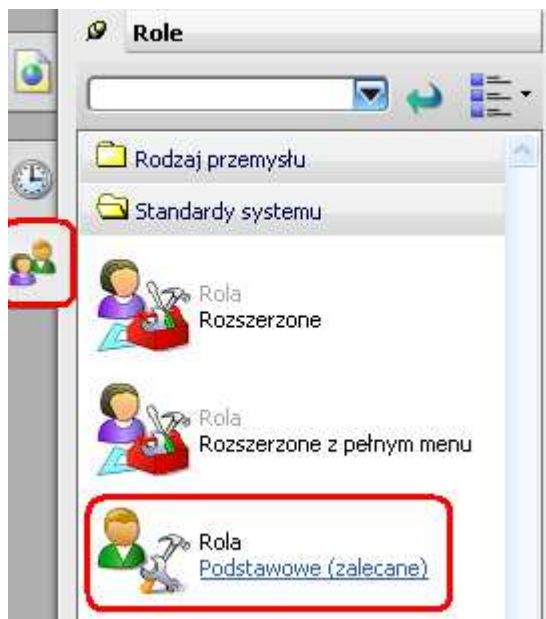 Role
Rodzaj przemysłu
Standardy systemu
Rola
Rozszerzone
Rola
Rozszerzone z pełnym menu
Rola
Podstawowe (zalecane)